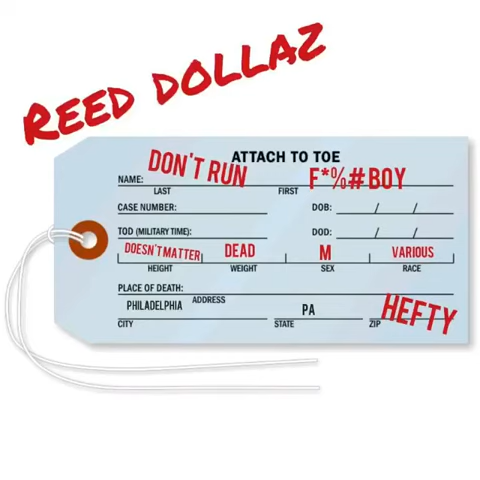 REED DOLLAZ
ATTACH TO TOE
NAME: DON'T RUN F*%# BOY
LAST FIRST
CASE NUMBER: DOB: / /
TOD (MILITARY TIME): DOD: / /
DOESN'T MATTER DEAD M VARIOUS
HEIGHT WEIGHT SEX RACE
PLACE OF DEATH:
ADDRESS
PHILADELPHIA PA HEFTY
CITY STATE ZIP